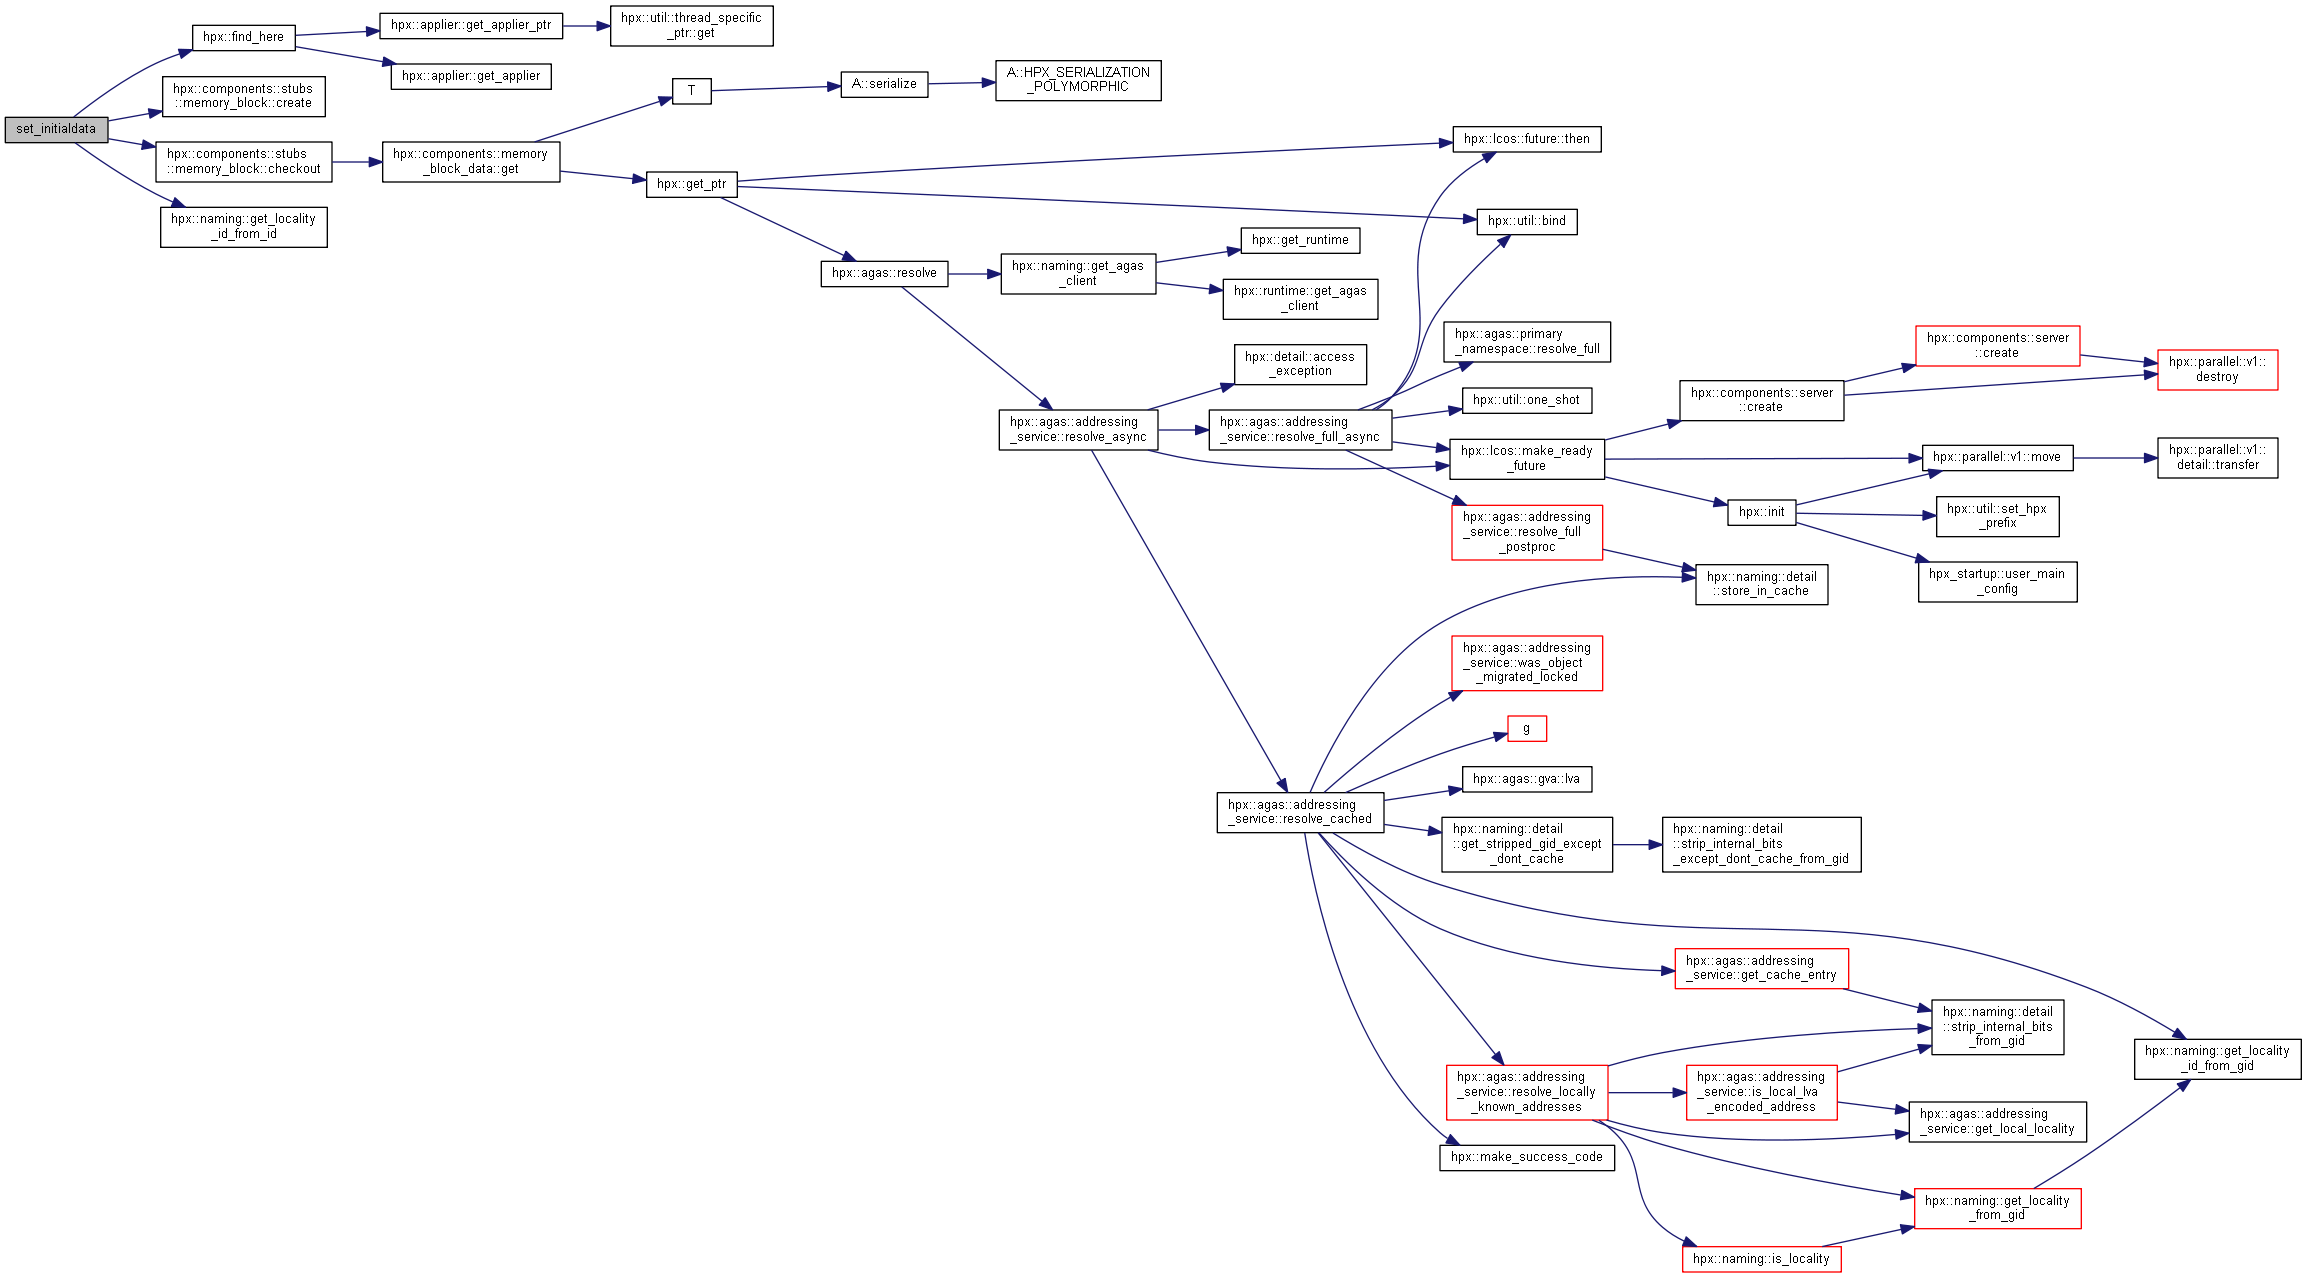 set_initialdata
hpx::find_here
hpx::applier::get_applier_ptr
hpx::util::thread_specific
_ptr::get
hpx::applier::get_applier
hpx::components::stubs
::memory_block::create
hpx::components::stubs
::memory_block::checkout
hpx::components::memory
_block_data::get
T
A::serialize
A::HPX_SERIALIZATION
_POLYMORPHIC
hpx::naming::get_locality
_id_from_id
hpx::get_ptr
hpx::lcos::future::then
hpx::util::bind
hpx::agas::resolve
hpx::naming::get_agas
_client
hpx::get_runtime
hpx::runtime::get_agas
_client
hpx::agas::addressing
_service::resolve_async
hpx::detail::access
_exception
hpx::agas::addressing
_service::resolve_full_async
hpx::agas::primary
_namespace::resolve_full
hpx::util::one_shot
hpx::lcos::make_ready
_future
hpx::agas::addressing
_service::resolve_full
_postproc
hpx::components::server
::create
hpx::components::server
::create
hpx::parallel::v1::
destroy
hpx::parallel::v1::move
hpx::parallel::v1::
detail::transfer
hpx::init
hpx::util::set_hpx
_prefix
hpx_startup::user_main
_config
hpx::naming::detail
::store_in_cache
hpx::agas::addressing
_service::was_object
_migrated_locked
g
hpx::agas::gva::lva
hpx::agas::addressing
_service::resolve_cached
hpx::naming::detail
::get_stripped_gid_except
_dont_cache
hpx::naming::detail
::strip_internal_bits
_except_dont_cache_from_gid
hpx::agas::addressing
_service::get_cache_entry
hpx::naming::detail
::strip_internal_bits
_from_gid
hpx::naming::get_locality
_id_from_gid
hpx::agas::addressing
_service::resolve_locally
_known_addresses
hpx::agas::addressing
_service::is_local_lva
_encoded_address
hpx::agas::addressing
_service::get_local_locality
hpx::make_success_code
hpx::naming::get_locality
_from_gid
hpx::naming::is_locality